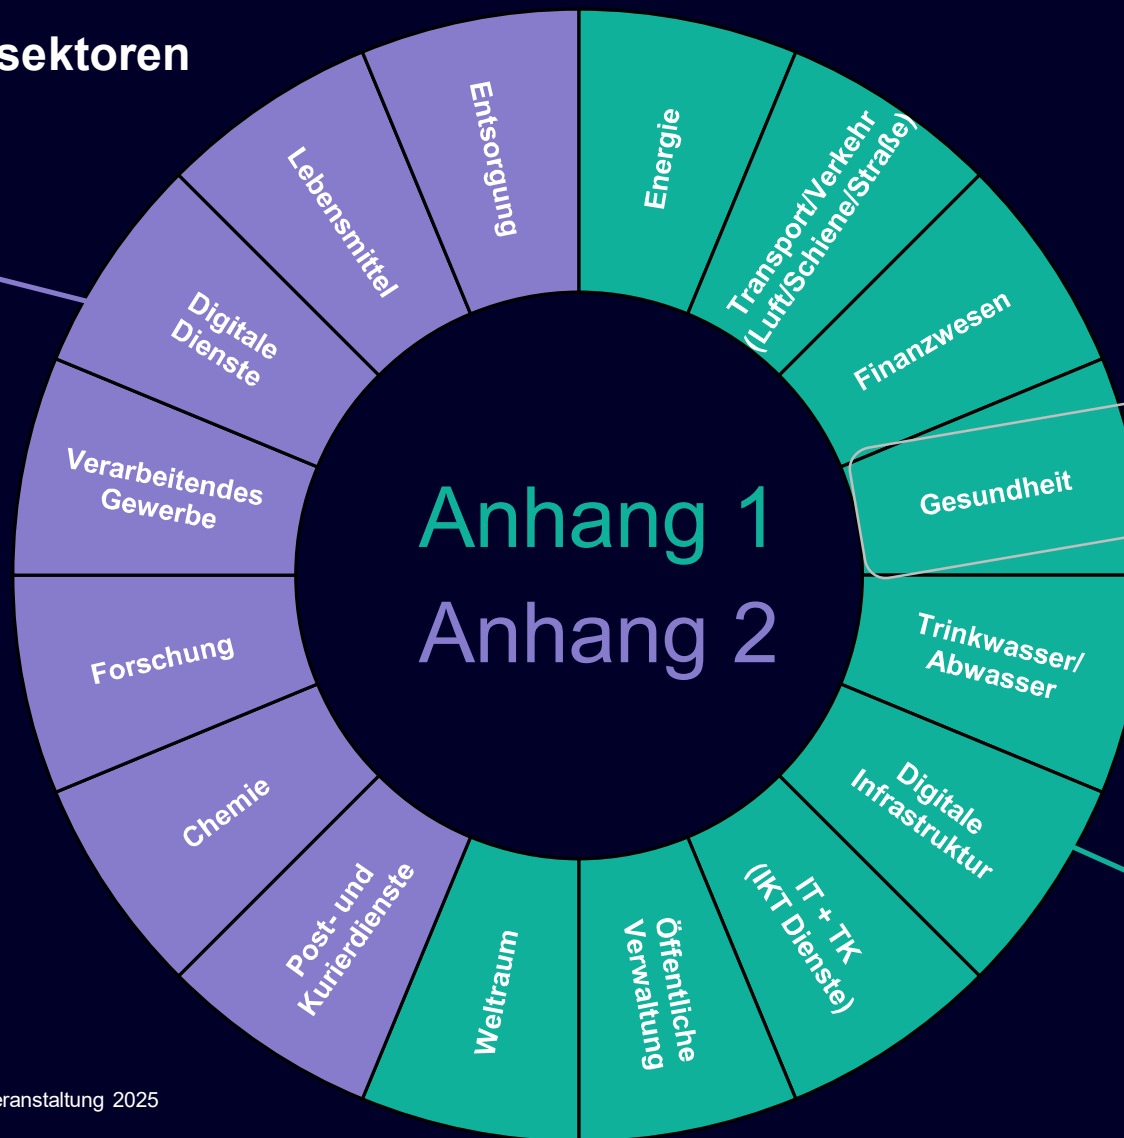 sektoren
Entsorgung
Energie
Transport/Verkehr
(Luft/Schiene/Straße)
Lebensmittel
Finanzwesen
Digitale
Dienste
Gesundheit
Verarbeitendes
Gewerbe
Anhang 1
Anhang 2
Trinkwasser/
Abwasser
Forschung
Digitale
Infrastruktur
Chemie
IT + TK
(IKT Dienste)
Post- und
Kurierdienste
Öffentliche
Verwaltung
Weltraum
eranstaltung 2025